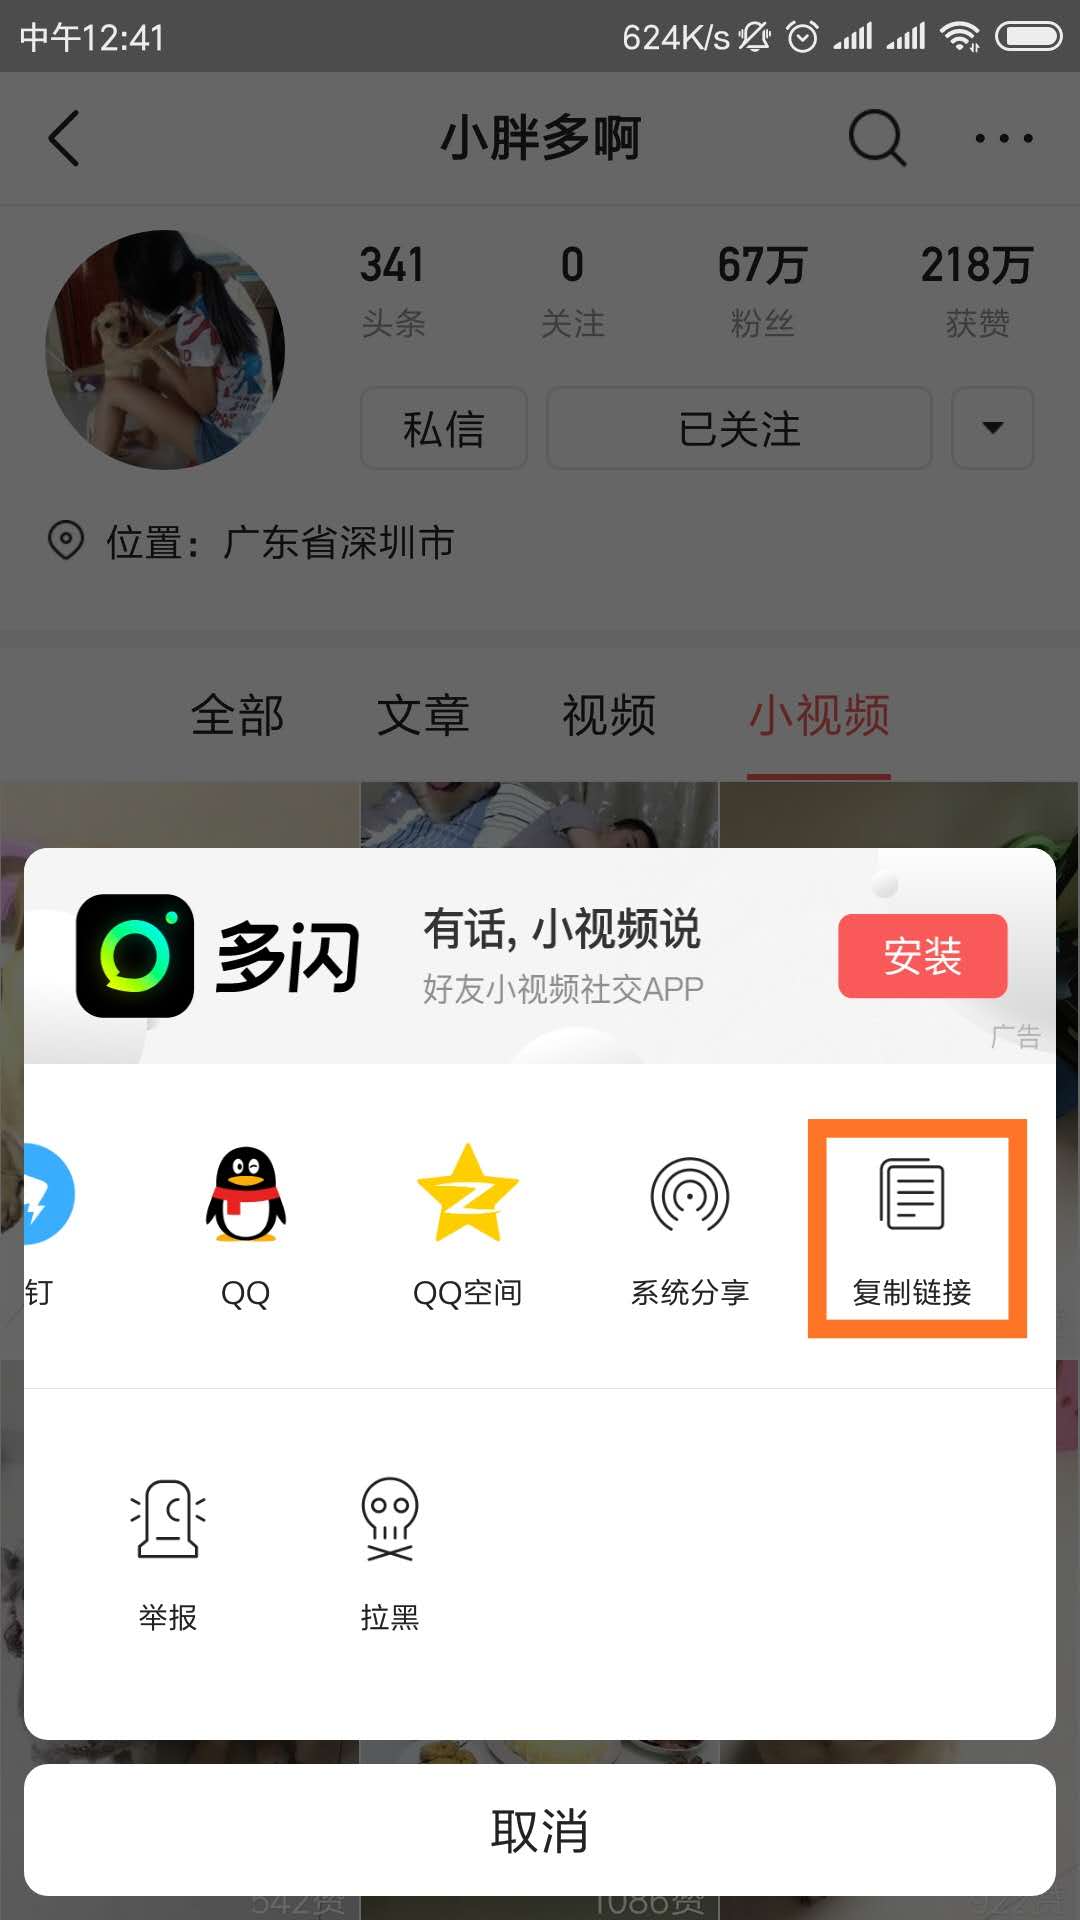 中午12:41
624K/s
小胖多啊
341
0
67万
218万
头条
关注
粉丝
获赞
私信
已关注
位置：广东省深圳市
全部
文章
视频
小视频
多闪
有话, 小视频说
好友小视频社交APP
安装
广告
钉
QQ
QQ空间
系统分享
复制链接
举报
拉黑
取消
542赞
1086赞
922赞